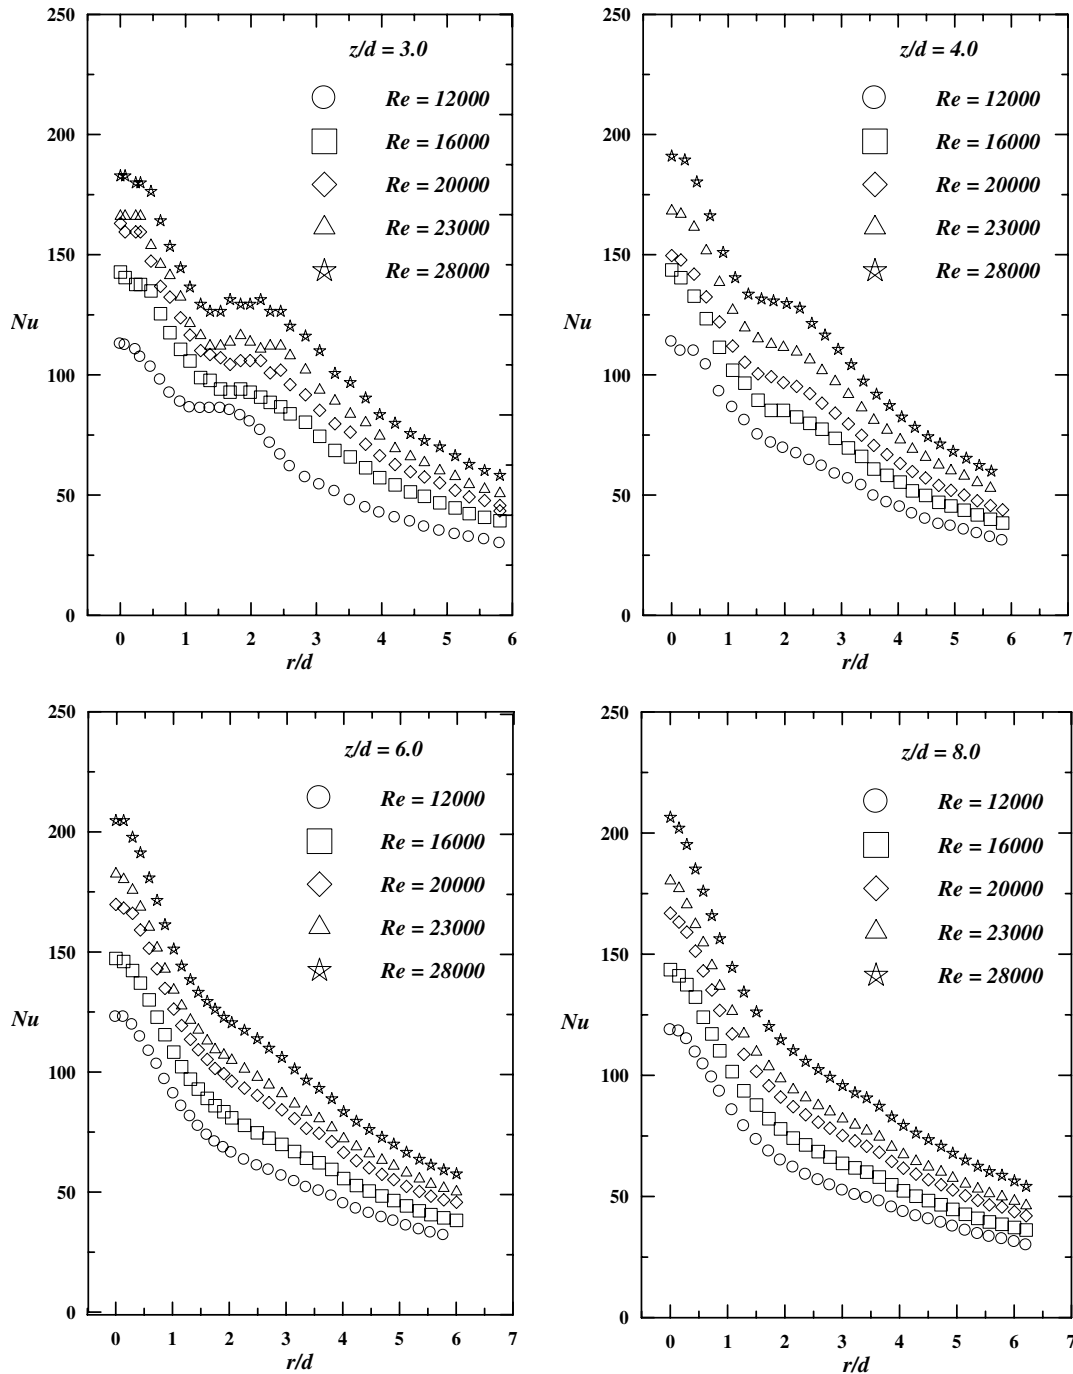 250
200
150
100
50
0
Nu
z/d = 3.0
Re = 12000
Re = 16000
Re = 20000
Re = 23000
Re = 28000
0 1 2 3 4 5 6
r/d
250
200
150
100
50
0
Nu
z/d = 4.0
Re = 12000
Re = 16000
Re = 20000
Re = 23000
Re = 28000
0 1 2 3 4 5 6 7
r/d
250
200
150
100
50
0
Nu
z/d = 6.0
Re = 12000
Re = 16000
Re = 20000
Re = 23000
Re = 28000
0 1 2 3 4 5 6 7
r/d
250
200
150
100
50
0
Nu
z/d = 8.0
Re = 12000
Re = 16000
Re = 20000
Re = 23000
Re = 28000
0 1 2 3 4 5 6 7
r/d